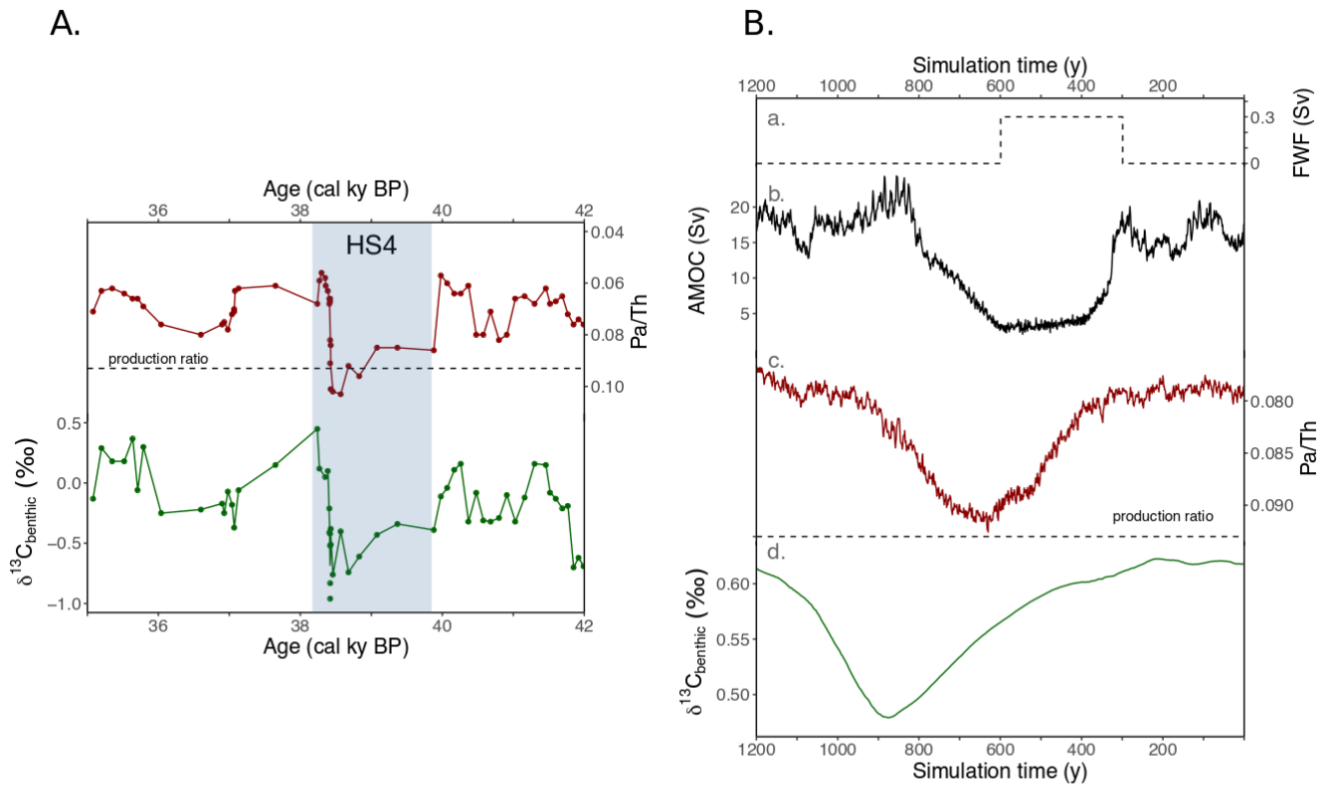 A.
Age (cal ky BP)
36 38 40 42
HS4
0.04
0.06
0.08
0.10
Pa/Th
production ratio
0.5
0.0
−0.5
−1.0
δ¹³C_benthic (‰)
36 38 40 42
Age (cal ky BP)
B.
Simulation time (y)
1200 1000 800 600 400 200
a.
0.3
0
FWF (Sv)
b.
20
15
10
5
AMOC (Sv)
c.
0.080
0.085
0.090
Pa/Th
production ratio
d.
0.60
0.55
0.50
δ¹³C_benthic (‰)
1200 1000 800 600 400 200
Simulation time (y)